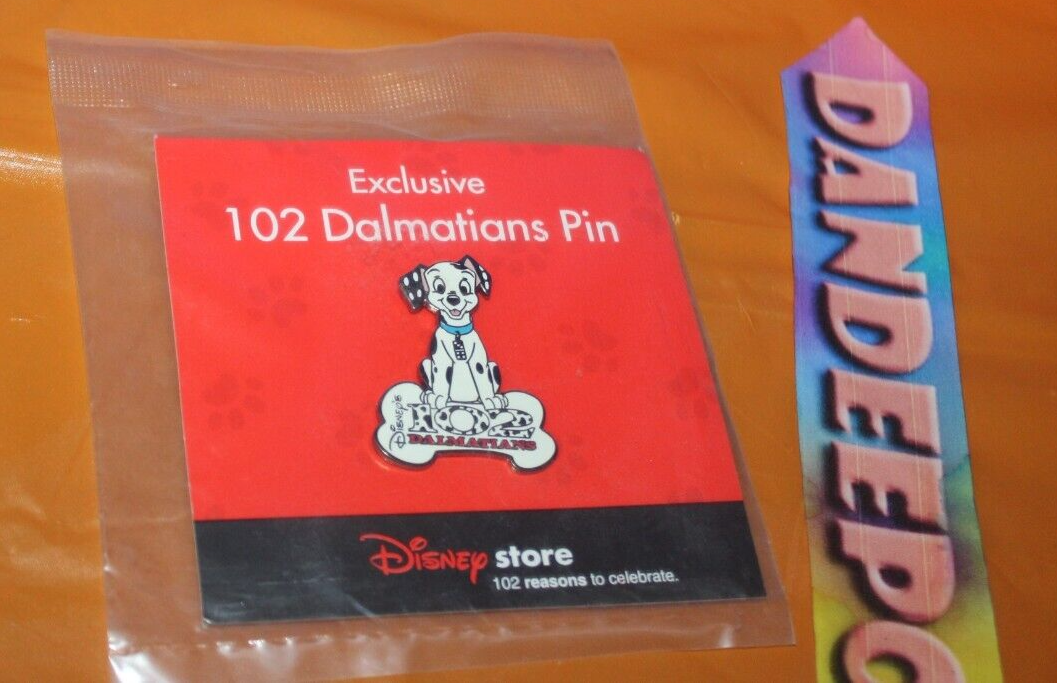 Exclusive
102 Dalmatians Pin
Disney's
102
DALMATIANS
Disney store
102 reasons to celebrate.
DANDEEPO